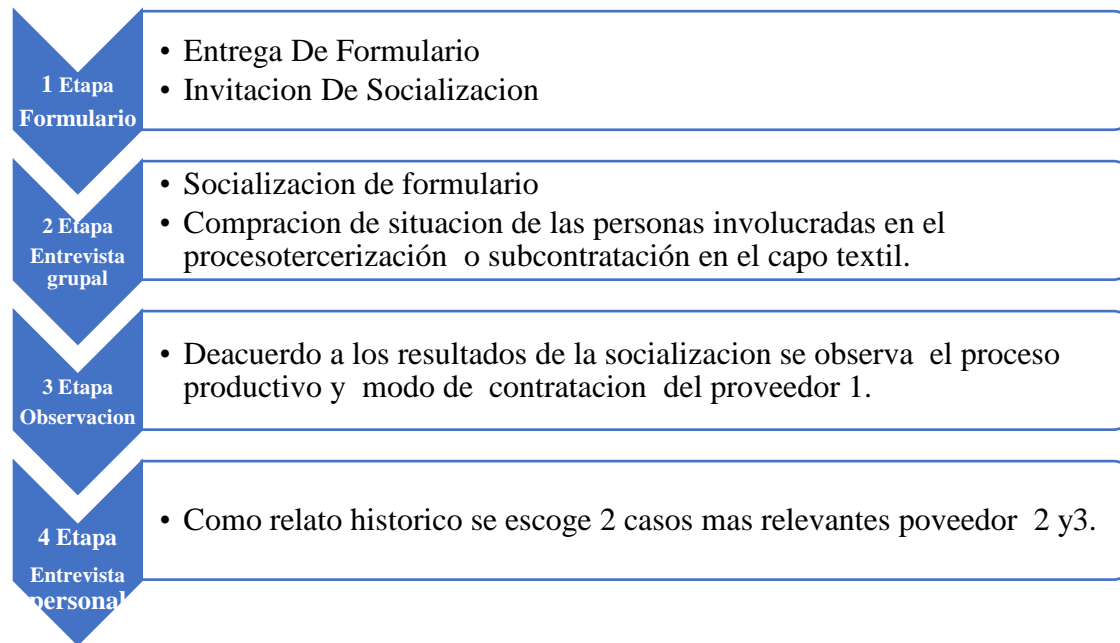 1 Etapa
Formulario
• Entrega De Formulario
• Invitacion De Socializacion
2 Etapa
Entrevista
grupal
• Socializacion de formulario
• Compracion de situacion de las personas involucradas en el
procesotercerización o subcontratación en el capo textil.
3 Etapa
Observacion
• Deacuerdo a los resultados de la socializacion se observa el proceso
productivo y modo de contratacion del proveedor 1.
4 Etapa
Entrevista
personal
• Como relato historico se escoge 2 casos mas relevantes poveedor 2 y3.